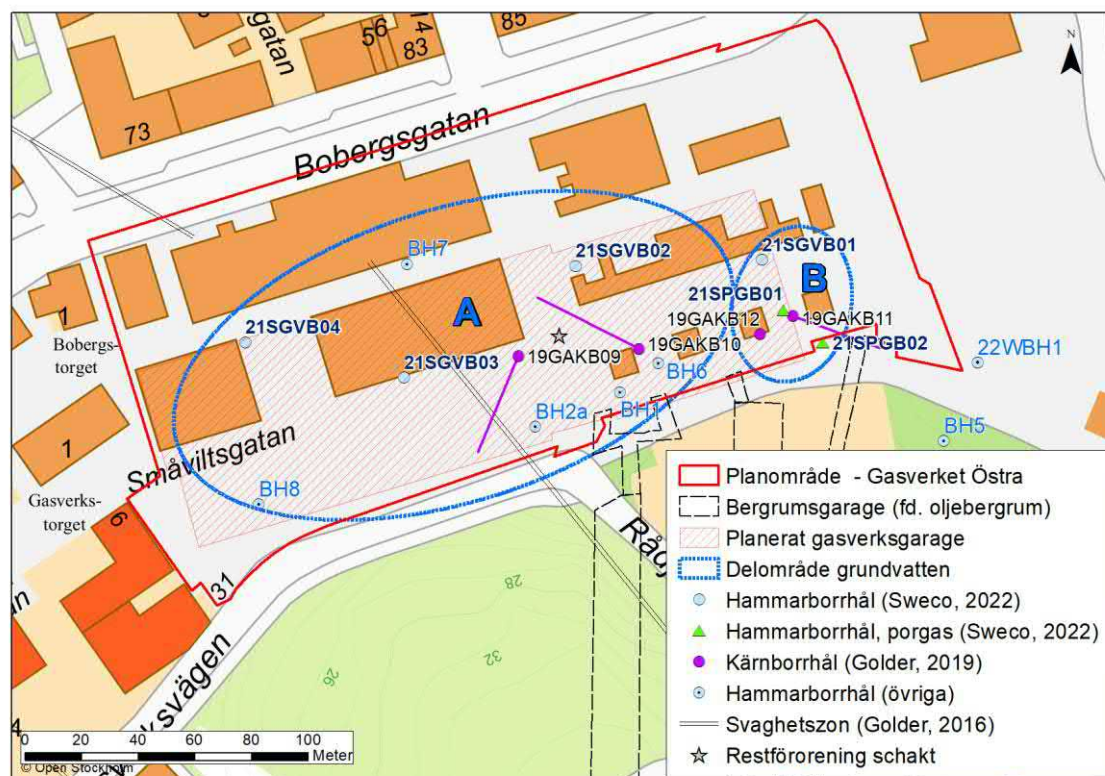 56
14
83
85
73
Bobergsgatan
N
BH7
21SGVB02
21SGVB01
B
A
21SPGB01
19GAKB11
19GAKB12
21SPGB02
22WBH1
1
Bobergs-
torget
21SGVB04
19GAKB09
19GAKB10
21SGVB03
BH6
BH1
BH2a
BH5
1
Småviltsgatan
Gasverks-
torget
BH8
6
31
28
32
26
Planområde - Gasverket Östra
Bergrumsgarage (fd. oljebergrum)
Planerat gasverksgarage
Delområde grundvatten
Hammarborrhål (Sweco, 2022)
Hammarborrhål, porgas (Sweco, 2022)
Kärnborrhål (Golder, 2019)
Hammarborrhål (övriga)
Svaghetszon (Golder, 2016)
Restförorening schakt
0 20 40 60 80 100
Meter
© Open Stockholm